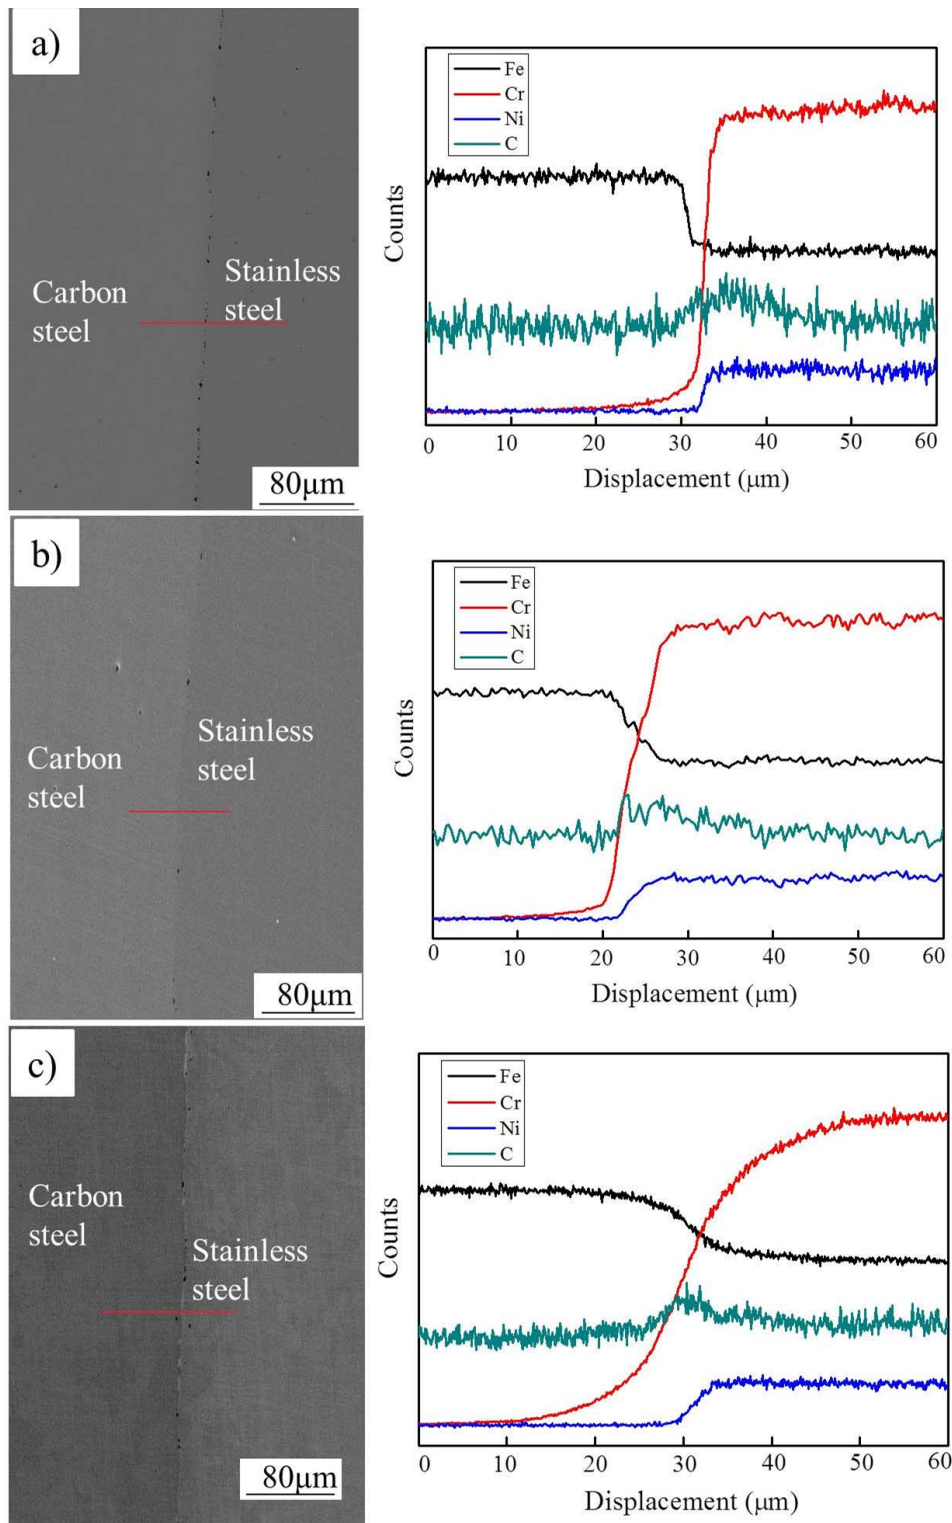 a)
Carbon
steel
Stainless
steel
80μm
Fe
Cr
Ni
C
Counts
0 10 20 30 40 50 60
Displacement (μm)
b)
Carbon
steel
Stainless
steel
80μm
Fe
Cr
Ni
C
Counts
0 10 20 30 40 50 60
Displacement (μm)
c)
Carbon
steel
Stainless
steel
80μm
Fe
Cr
Ni
C
Counts
0 10 20 30 40 50 60
Displacement (μm)